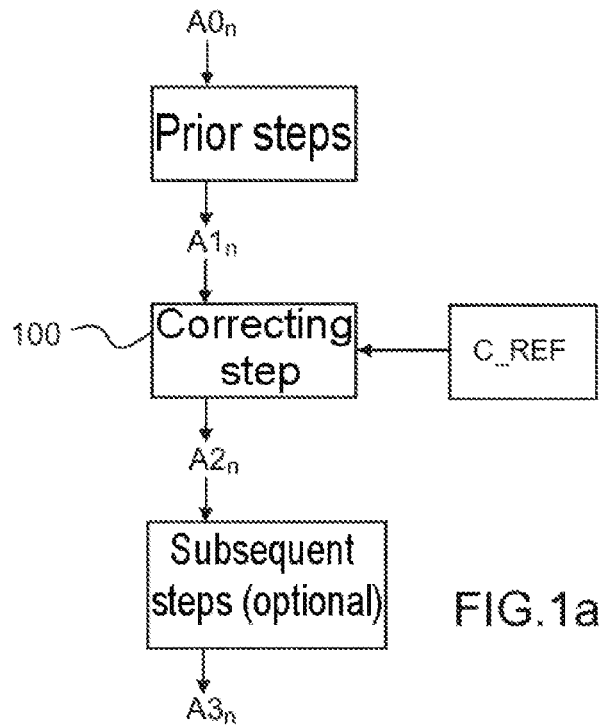 A0n
Prior steps
A1n
100
Correcting
step
C_REF
A2n
Subsequent
steps (optional)
FIG.1a
A3n